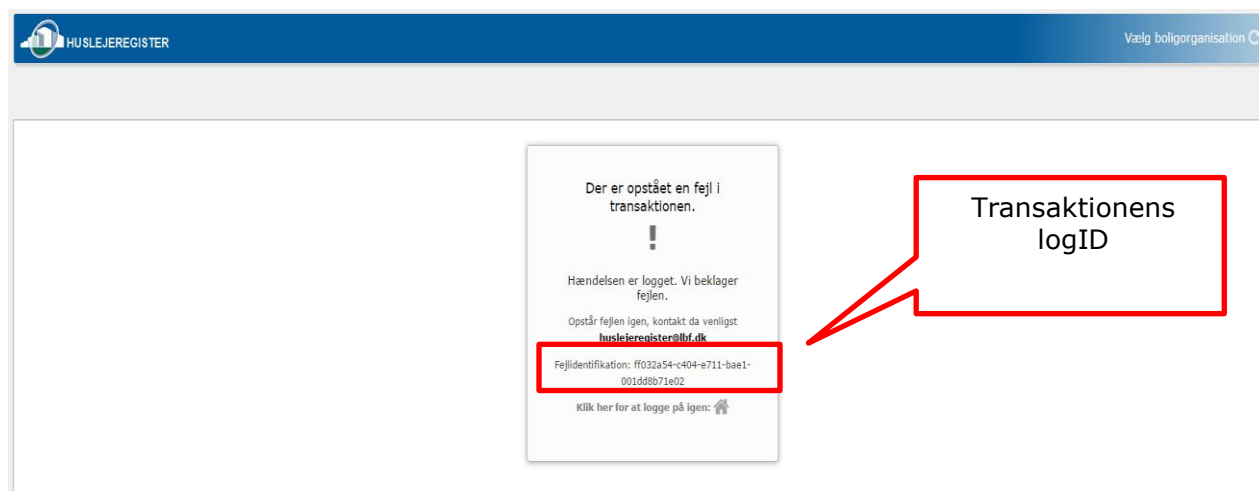 HUSLEJEREGISTER
Vælg boligorganisation
Der er opstået en fejl i
transaktionen.
!
Hændelsen er logget. Vi beklager
fejlen.
Opstår fejlen igen, kontakt da venligst
huslejeregister@lbf.dk
Fejlidentifikation: ff032a54-c404-e711-bae1-
001dd8b71e02
Klik her for at logge på igen:
Transaktionens
logID